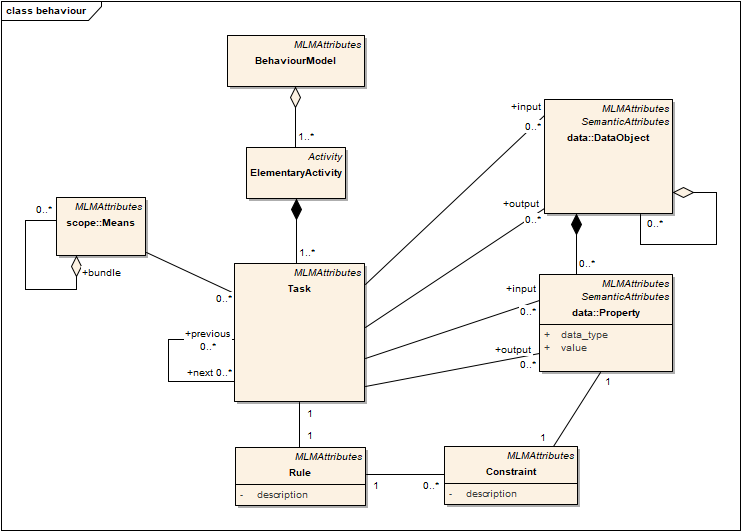 class behaviour
MLMAttributes
BehaviourModel
1..*
Activity
ElementaryActivity
1..*
MLMAttributes
scope::Means
0..*
+bundle
0..*
MLMAttributes
Task
+previous
0..*
+next 0..*
+input
0..*
+output
0..*
MLMAttributes
SemanticAttributes
data::DataObject
0..*
0..*
+input
0..*
+output
0..*
MLMAttributes
SemanticAttributes
data::Property
+ data_type
+ value
1
1
1
1
MLMAttributes
Rule
- description
1
0..*
MLMAttributes
Constraint
- description